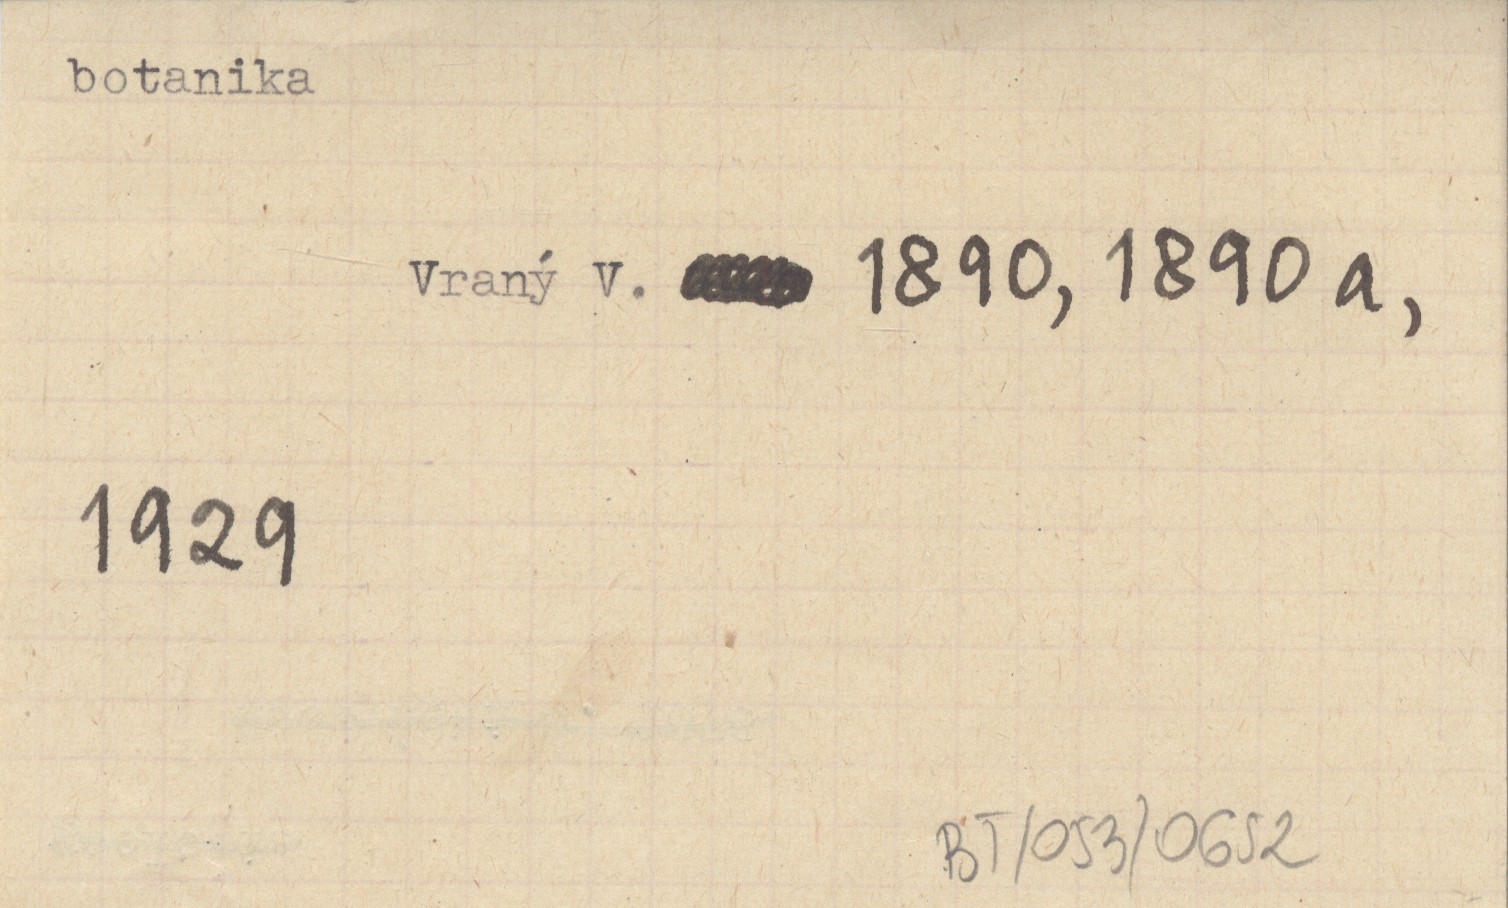 botanika
Vraný V. 1890, 1890 a,
1929
BT/053/0652